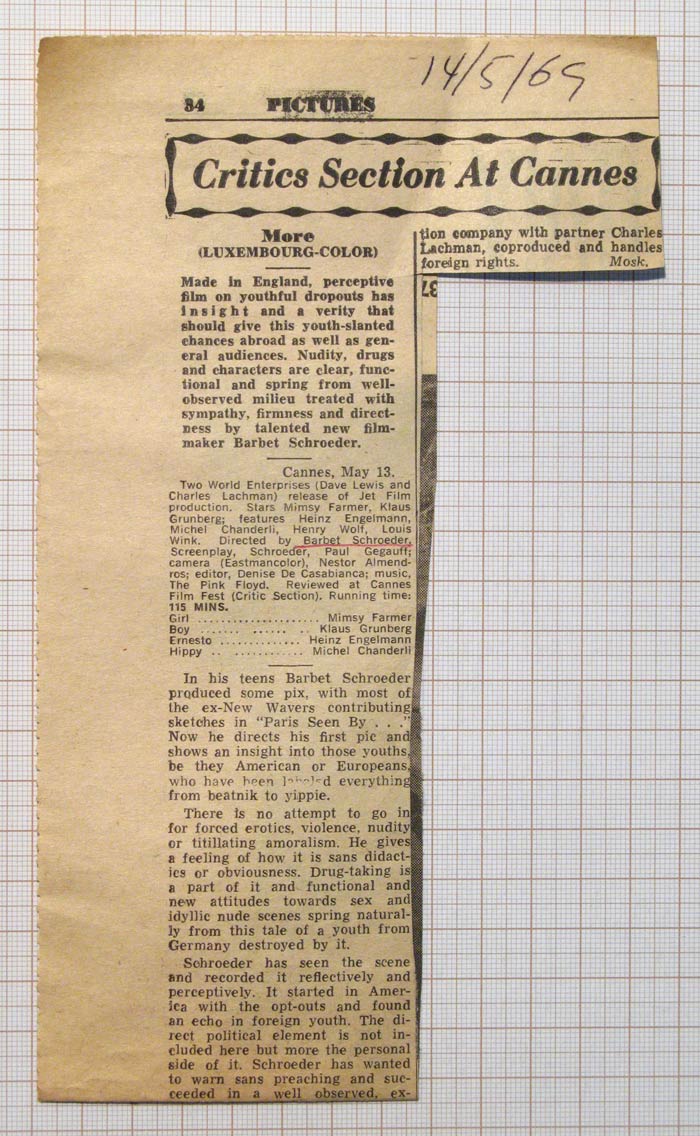 14/5/69
34 PICTURES
Critics Section At Cannes
More
(LUXEMBOURG-COLOR)
Made in England, perceptive
film on youthful dropouts has
insight and a verity that
should give this youth-slanted
chances abroad as well as gen-
eral audiences. Nudity, drugs
and characters are clear, func-
tional and spring from well-
observed milieu treated with
sympathy, firmness and direct-
ness by talented new film-
maker Barbet Schroeder.
Cannes, May 13.
Two World Enterprises (Dave Lewis and
Charles Lachman) release of Jet Film
production. Stars Mimsy Farmer, Klaus
Grunberg; features Heinz Engelmann,
Michel Chanderli, Henry Wolf, Louis
Wink. Directed by Barbet Schroeder,
Screenplay, Schroeder, Paul Gegauff;
camera (Eastmancolor), Nestor Almend-
ros; editor, Denise De Casabianca; music,
The Pink Floyd. Reviewed at Cannes
Film Fest (Critic Section). Running time:
115 MINS.
Girl ..................... Mimsy Farmer
Boy ....... ...... .. Klaus Grunberg
Ernesto .............. Heinz Engelmann
Hippy .. ............ Michel Chanderli
In his teens Barbet Schroeder
produced some pix, with most of
the ex-New Wavers contributing
sketches in "Paris Seen By . . ."
Now he directs his first pic and
shows an insight into those youths,
be they American or Europeans,
who have been labeled everything
from beatnik to yippie.
There is no attempt to go in
for forced erotics, violence, nudity
or titillating amoralism. He gives
a feeling of how it is sans didact-
ics or obviousness. Drug-taking is
a part of it and functional and
new attitudes towards sex and
idyllic nude scenes spring natural-
ly from this tale of a youth from
Germany destroyed by it.
Schroeder has seen the scene
and recorded it reflectively and
perceptively. It started in Amer-
ica with the opt-outs and found
an echo in foreign youth. The di-
rect political element is not in-
cluded here but more the personal
side of it. Schroeder has wanted
to warn sans preaching and suc-
ceeded in a well observed, ex-
tion company with partner Charles
Lachman, coproduced and handles
foreign rights. Mosk.